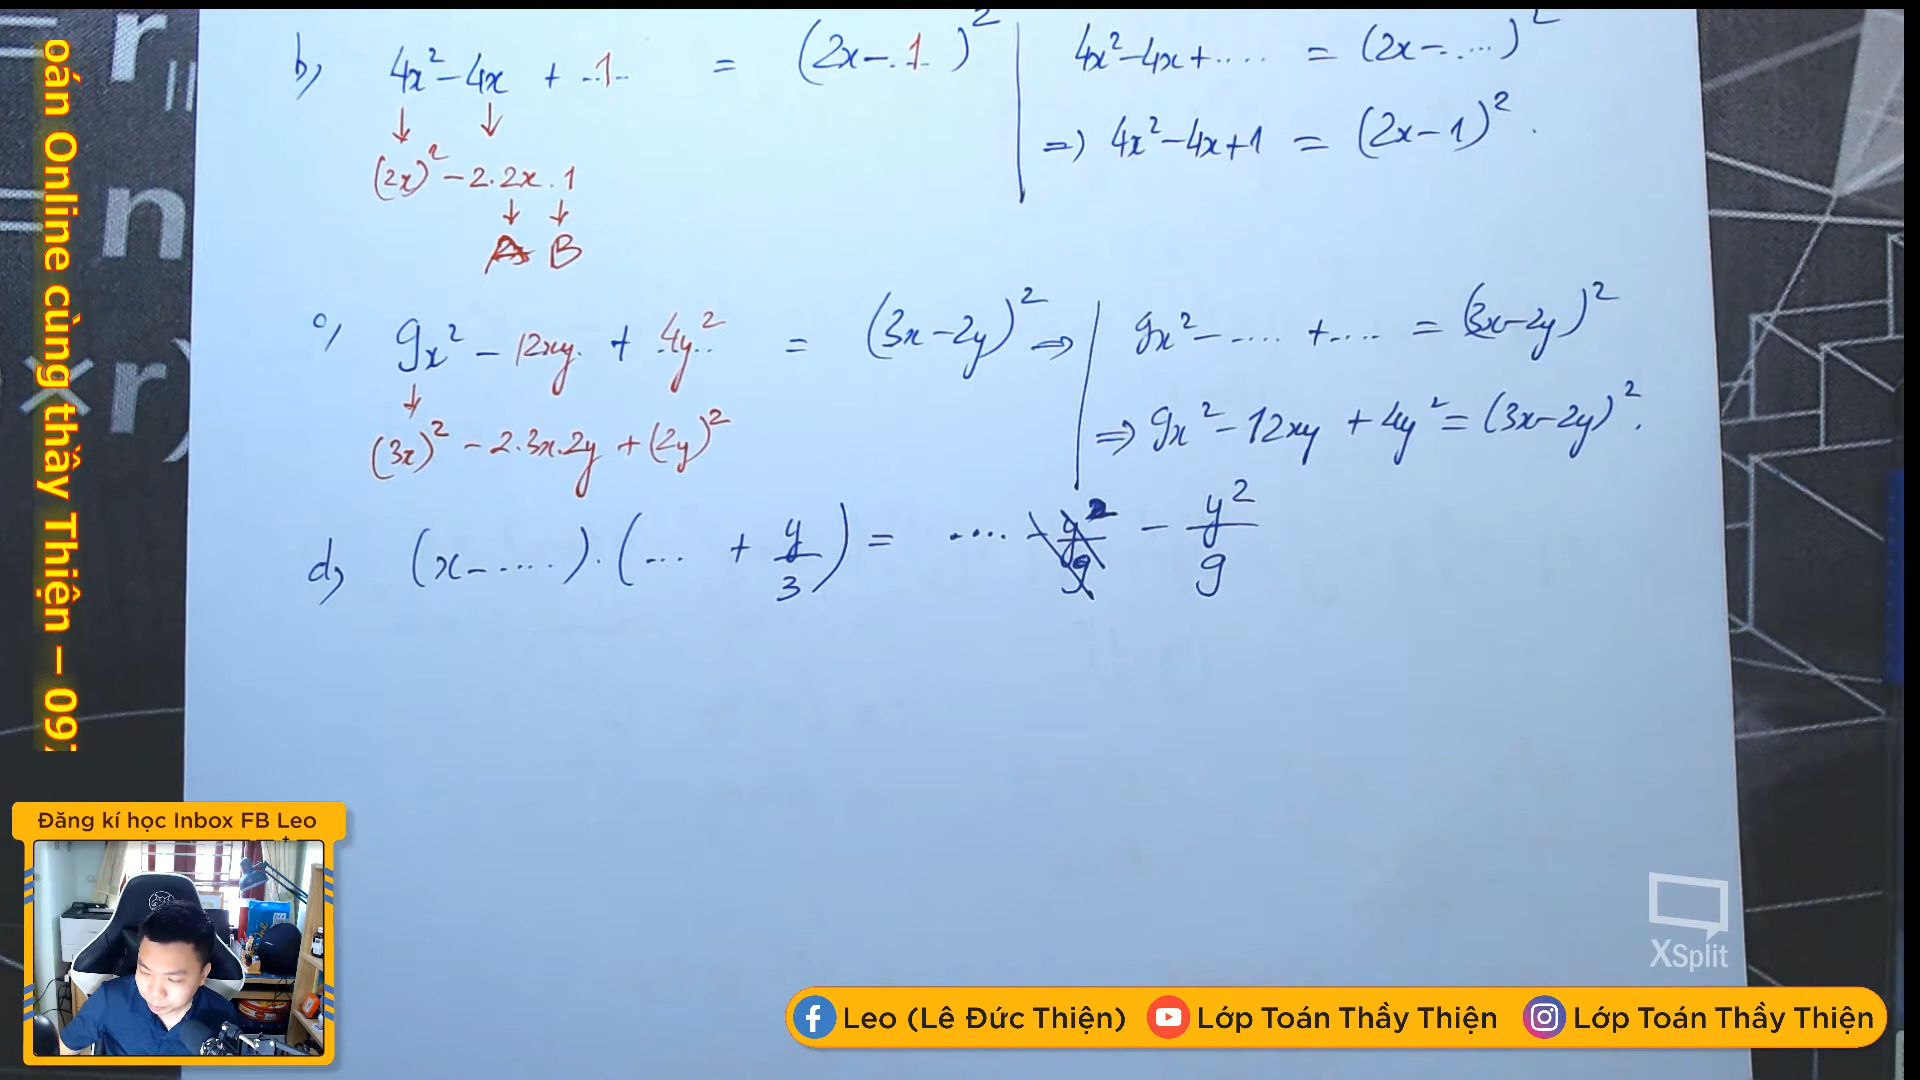 b, 4x² - 4x + ..1.. = (2x - .1.)²
(2x)² - 2.2x.1
A B
4x² - 4x + .... = (2x - ....)²
=) 4x² - 4x + 1 = (2x - 1)².
c, 9x² - 12xy. + .4y².. = (3x - 2y)² =>
(3x)² - 2.3x.2y + (2y)²
9x² - .... + .... = (3x - 2y)²
=> 9x² - 12xy + 4y² = (3x - 2y)².
d, (x - ....).(... + y/3) = .... - y²/9
oán Online cùng thầy Thiện – 097
Đăng kí học Inbox FB Leo
XSplit
Leo (Lê Đức Thiện) Lớp Toán Thầy Thiện Lớp Toán Thầy Thiện